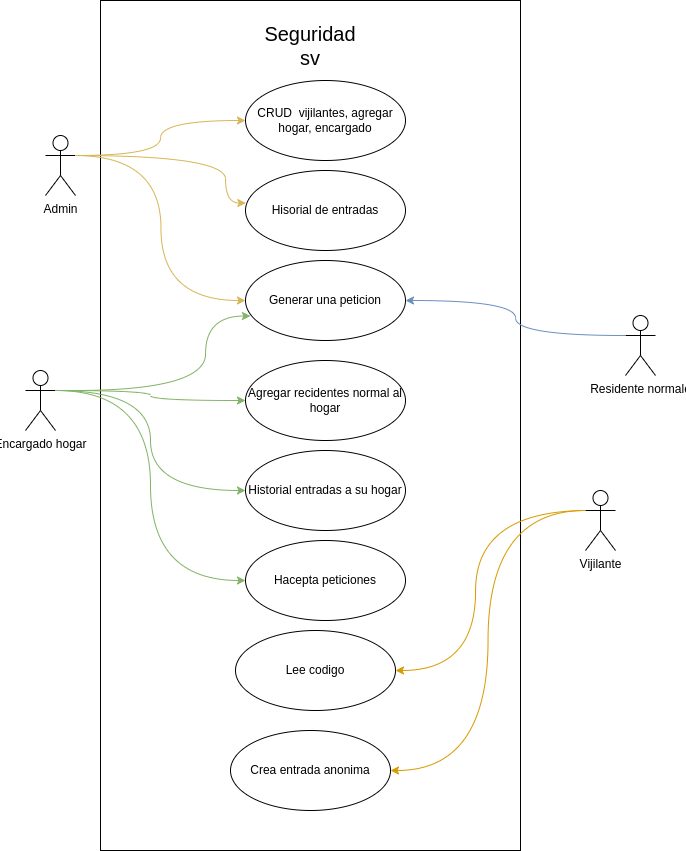 Seguridad
sv
CRUD  vijilantes, agregar
hogar, encargado
Admin
Hisorial de entradas
Generar una peticion
Residente normale
Agregar recidentes normal al
hogar
Encargado hogar
Historial entradas a su hogar
Vijilante
Hacepta peticiones
Lee codigo
Crea entrada anonima